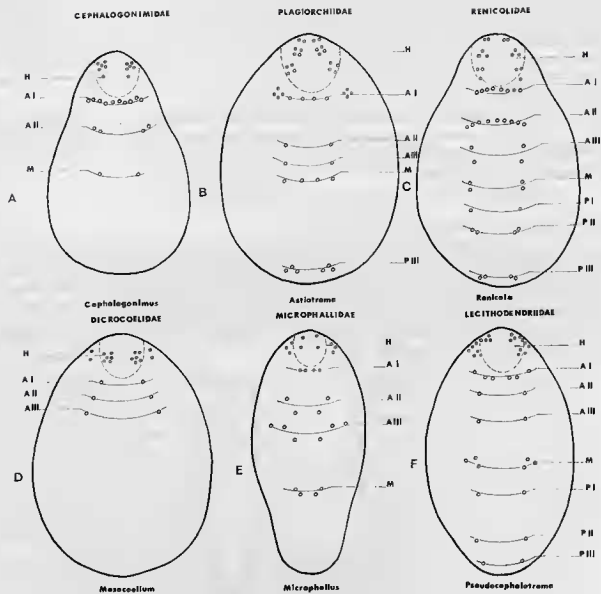 CEPHALOGONIMIDAE
H
A I
A II
M
A
Cephalogonimus
PLAGIORCHIIDAE
H
A I
A II
A III
M
P III
B
Astiotrema
RENICOLIDAE
H
A I
A II
A III
M
P I
P II
P III
C
Renicola
DICROCOELIDAE
H
A I
A II
A III
D
Mesocoelium
MICROPHALLIDAE
H
A I
A II
A III
M
E
Microphallus
LECITHODENDRIIDAE
H
A I
A II
A III
M
P I
P II
P III
F
Pseudocephalotrema